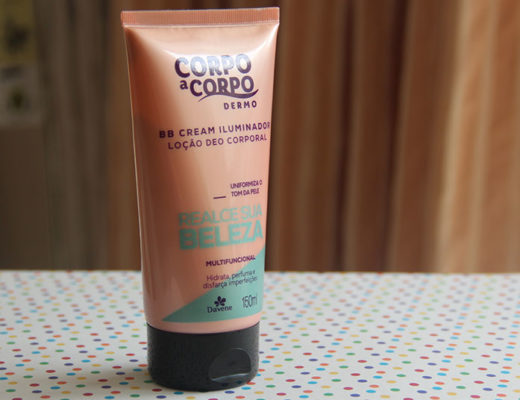 CORPO
a CORPO
DERMO
BB CREAM ILUMINADOR
LOÇÃO DEO CORPORAL
UNIFORMIZA O
TOM DA PELE
REALCE SUA
BELEZA
MULTIFUNCIONAL
Hidrata, perfuma e
disfarça imperfeições
Davene
150ml